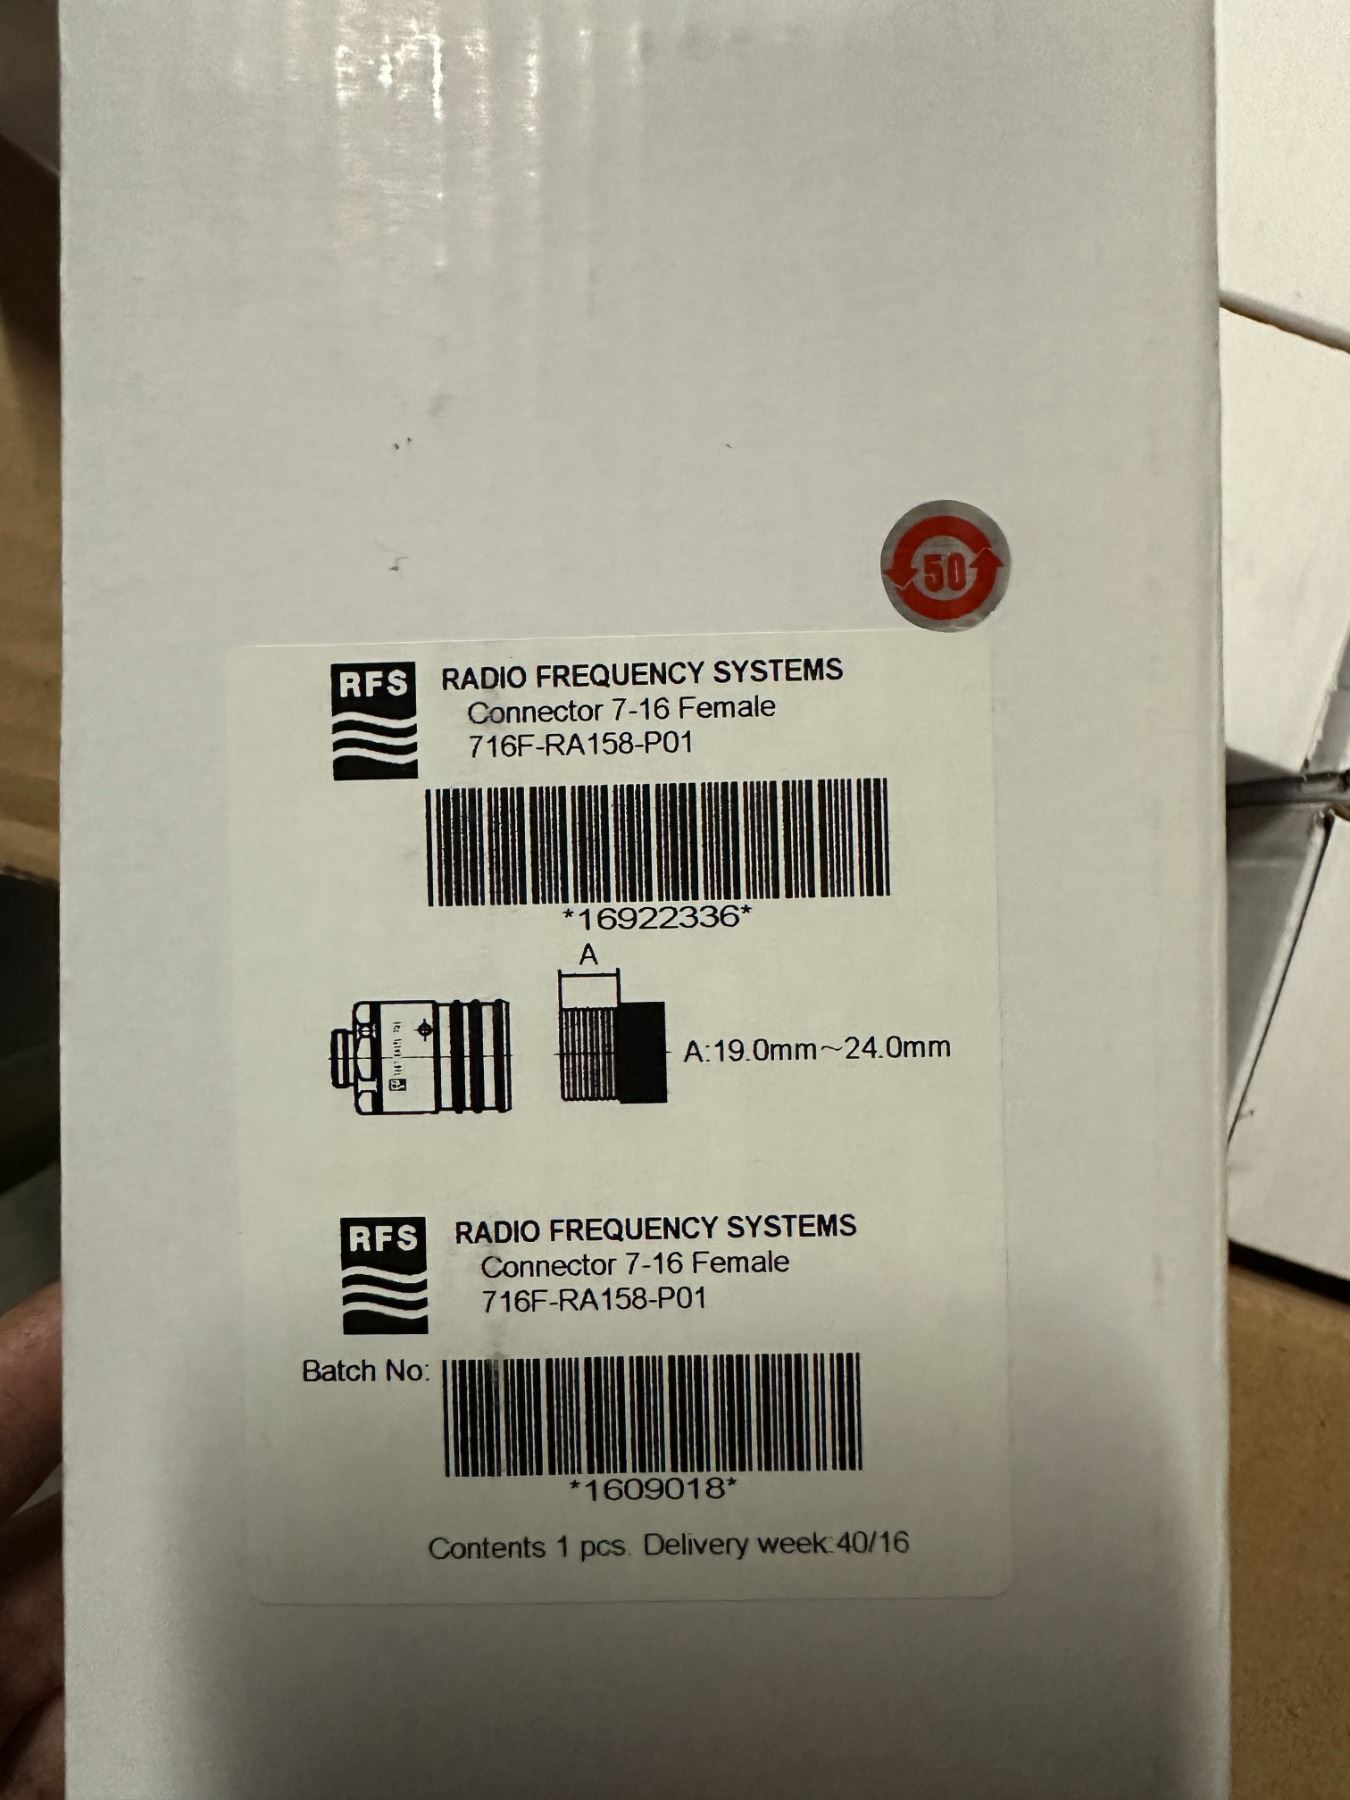 50
RFS RADIO FREQUENCY SYSTEMS
Connector 7-16 Female
716F-RA158-P01
*16922336*
A
A:19.0mm~24.0mm
RFS RADIO FREQUENCY SYSTEMS
Connector 7-16 Female
716F-RA158-P01
Batch No:
*1609018*
Contents 1 pcs. Delivery week:40/16